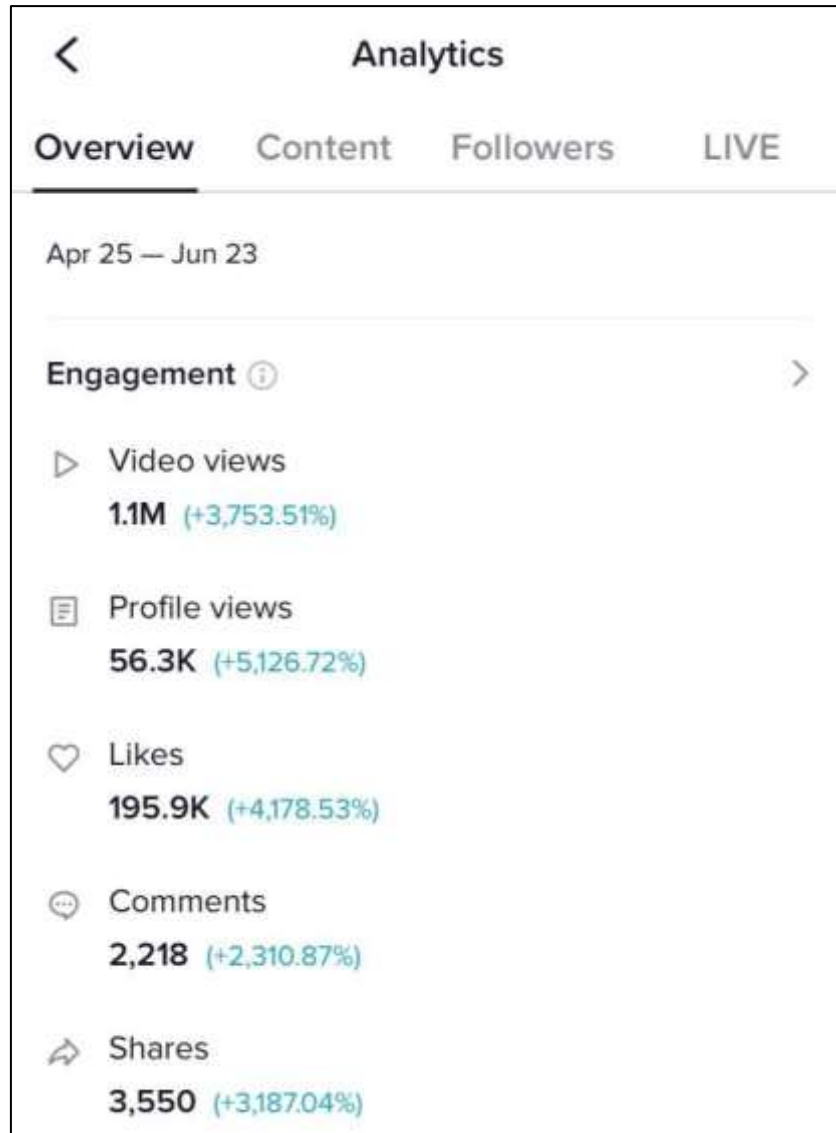 Analytics
Overview Content Followers LIVE
Apr 25 — Jun 23
Engagement
Video views
1.1M (+3,753.51%)
Profile views
56.3K (+5,126.72%)
Likes
195.9K (+4,178.53%)
Comments
2,218 (+2,310.87%)
Shares
3,550 (+3,187.04%)